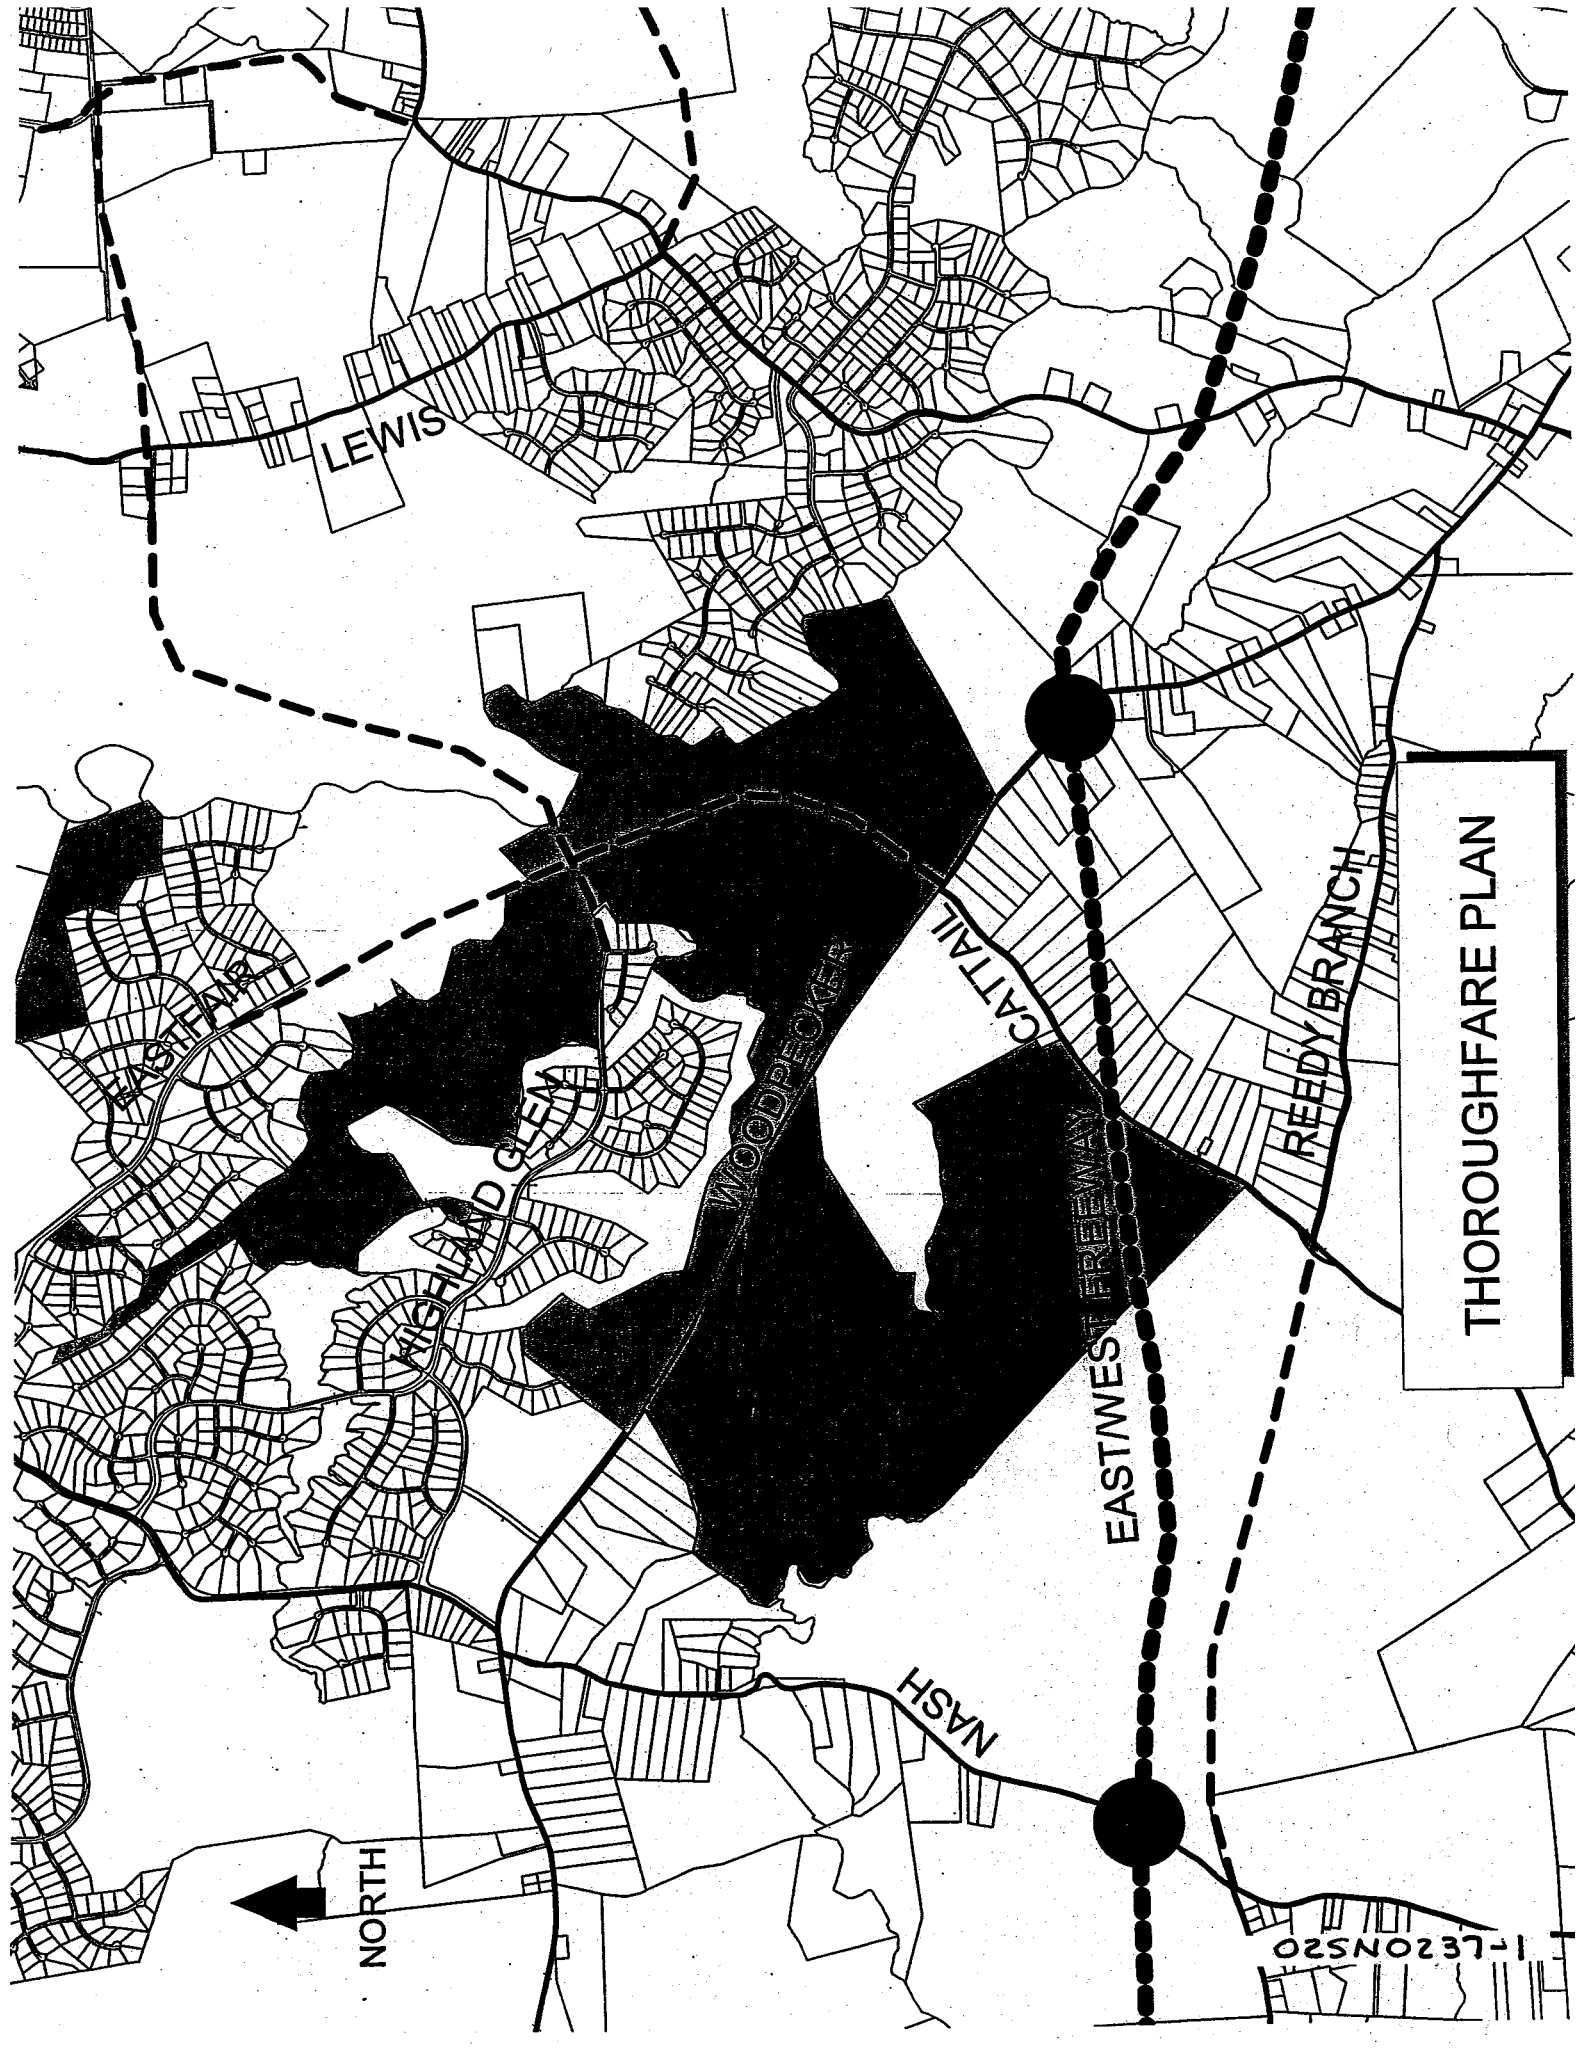 LEWIS
EASTFAIR
HIGHLAND GLEN
WOODPECKER
CATTAIL
REEDY BRANCH
EAST/WEST FREEWAY
NASH
NORTH
THOROUGHFARE PLAN
02SN0237-1